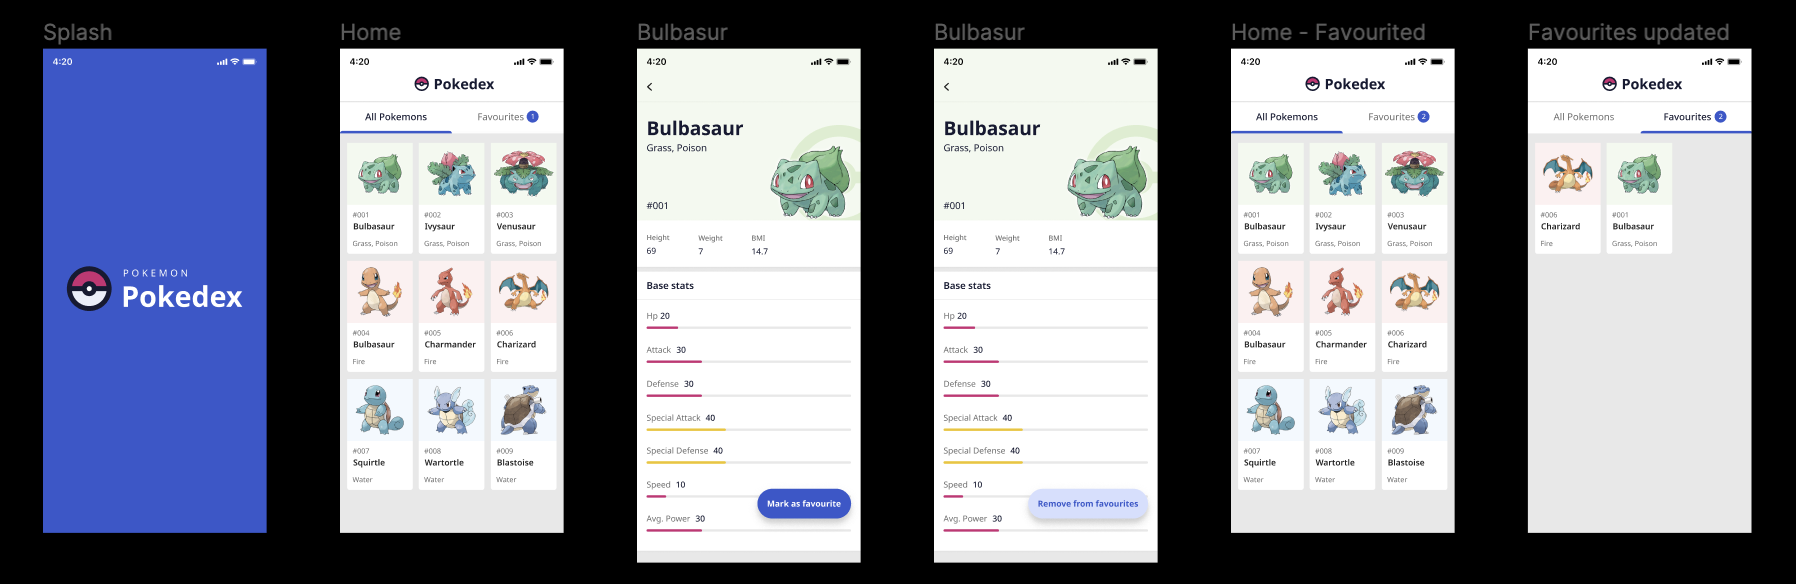 Splash
4:20
POKEMON
Pokedex
Home
4:20
Pokedex
All Pokemons
Favourites 1
#001
Bulbasaur
Grass, Poison
#002
Ivysaur
Grass, Poison
#003
Venusaur
Grass, Poison
#004
Bulbasaur
Fire
#005
Charmander
Fire
#006
Charizard
Fire
#007
Squirtle
Water
#008
Wartortle
Water
#009
Blastoise
Water
Bulbasur
4:20
Bulbasaur
Grass, Poison
#001
Height
69
Weight
7
BMI
14.7
Base stats
Hp 20
Attack 30
Defense 30
Special Attack 40
Special Defense 40
Speed 10
Mark as favourite
Avg. Power 30
Bulbasur
4:20
Bulbasaur
Grass, Poison
#001
Height
69
Weight
7
BMI
14.7
Base stats
Hp 20
Attack 30
Defense 30
Special Attack 40
Special Defense 40
Speed 10
Remove from favourites
Avg. Power 30
Home - Favourited
4:20
Pokedex
All Pokemons
Favourites 2
#001
Bulbasaur
Grass, Poison
#002
Ivysaur
Grass, Poison
#003
Venusaur
Grass, Poison
#004
Bulbasaur
Fire
#005
Charmander
Fire
#006
Charizard
Fire
#007
Squirtle
Water
#008
Wartortle
Water
#009
Blastoise
Water
Favourites updated
4:20
Pokedex
All Pokemons
Favourites 2
#006
Charizard
Fire
#001
Bulbasaur
Grass, Poison